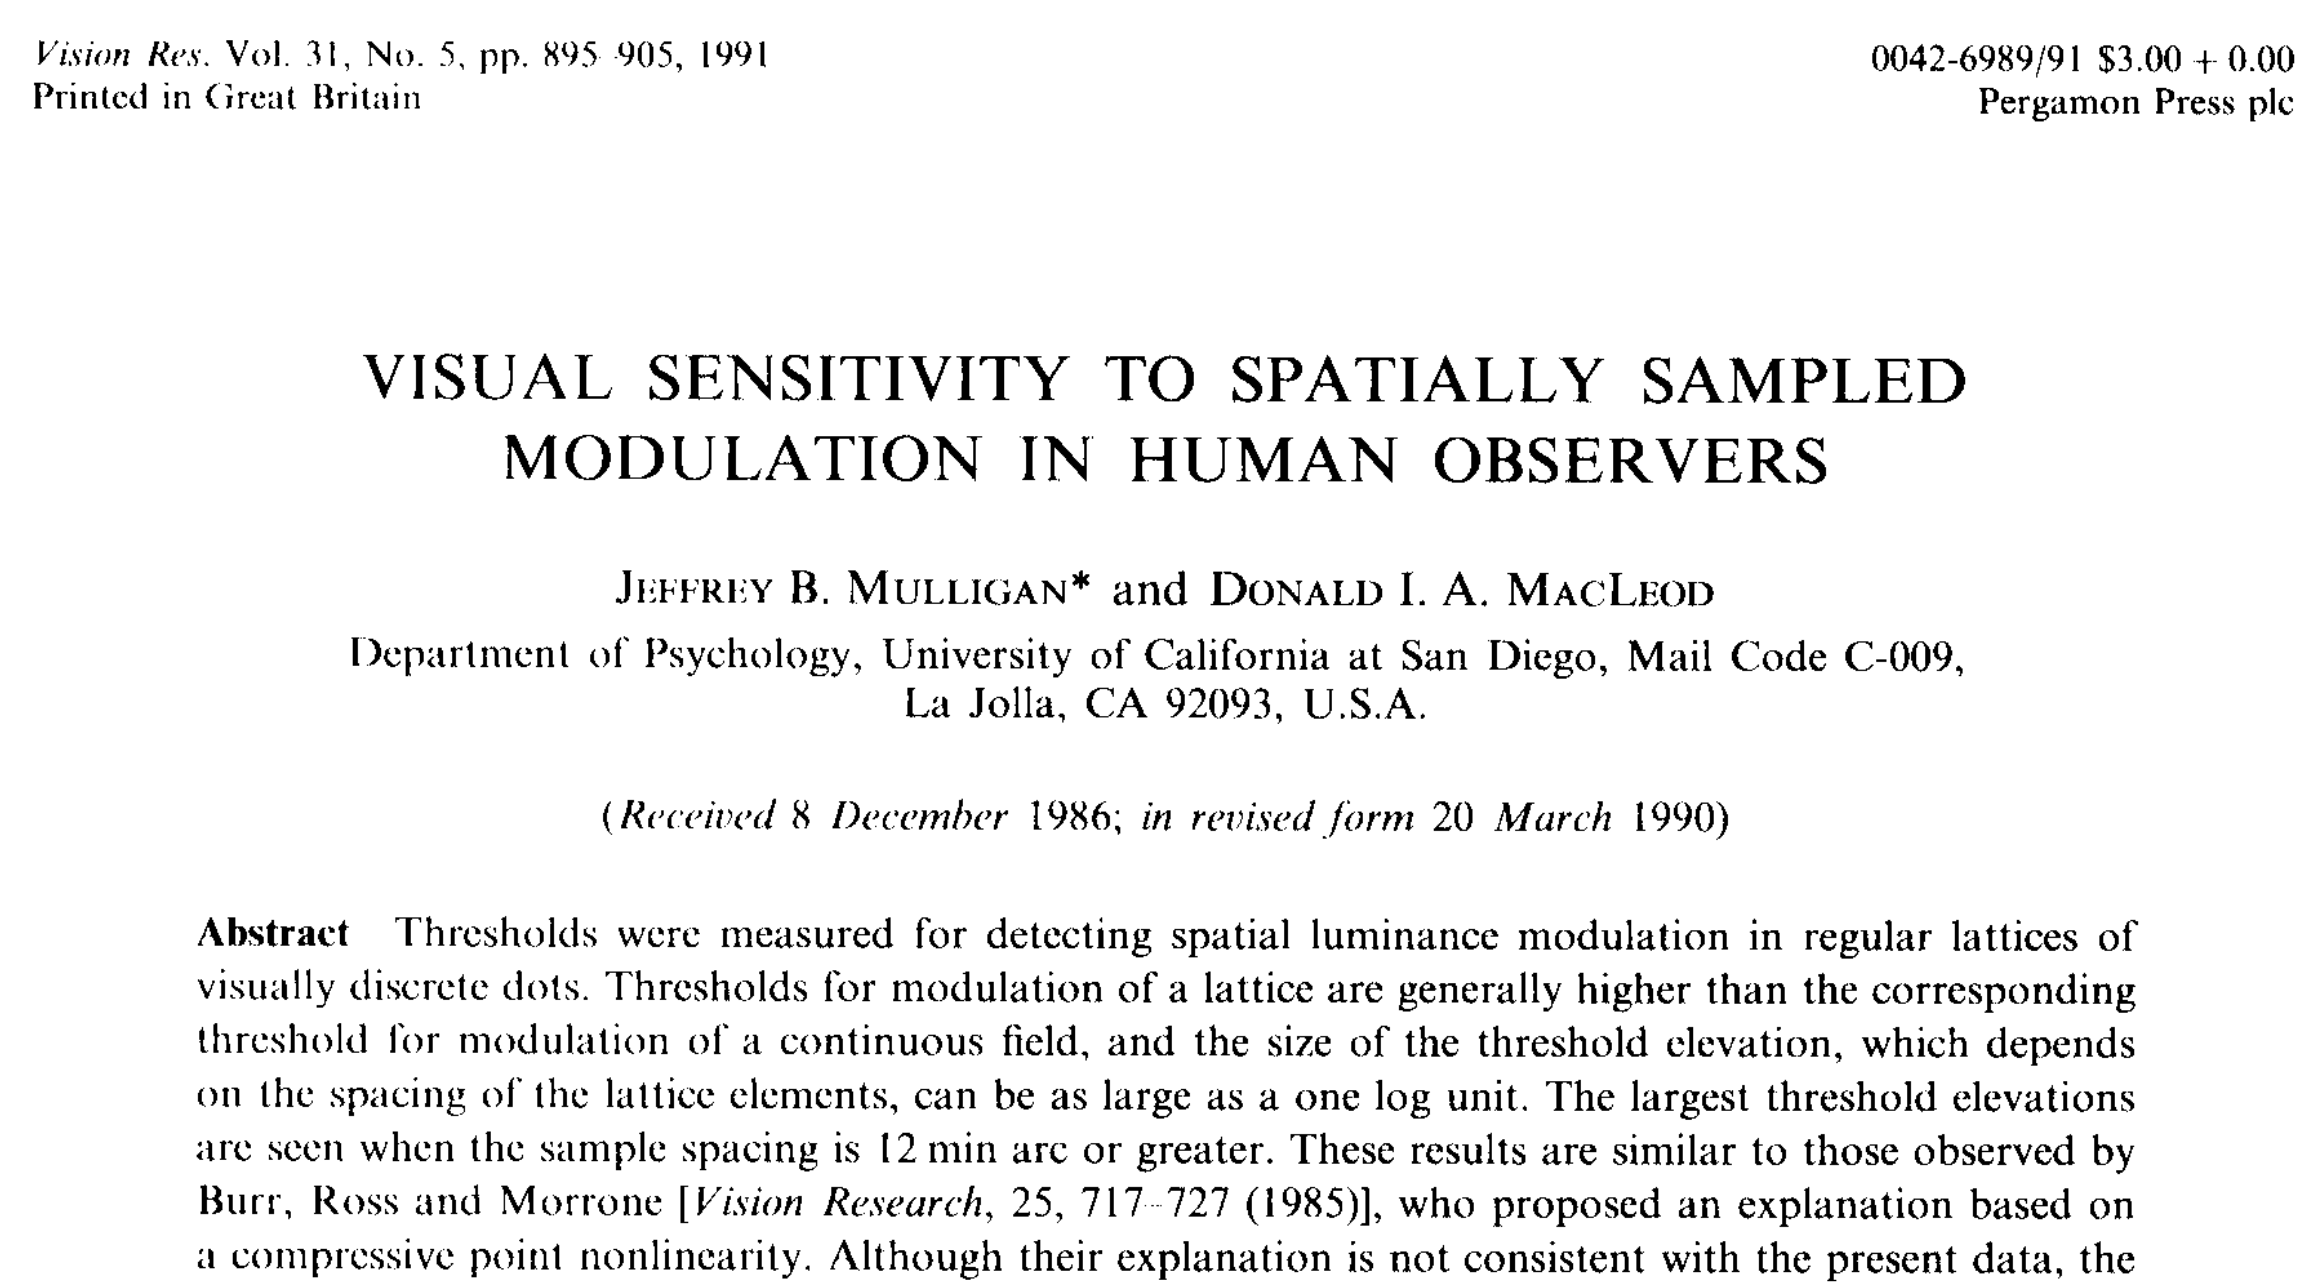 Vision Res. Vol. 31, No. 5, pp. 895-905, 1991
Printed in Great Britain
0042-6989/91 $3.00 + 0.00
Pergamon Press plc
VISUAL SENSITIVITY TO SPATIALLY SAMPLED
MODULATION IN HUMAN OBSERVERS
JEFFREY B. MULLIGAN* and DONALD I. A. MACLEOD
Department of Psychology, University of California at San Diego, Mail Code C-009,
La Jolla, CA 92093, U.S.A.
(Received 8 December 1986; in revised form 20 March 1990)
Abstract Thresholds were measured for detecting spatial luminance modulation in regular lattices of
visually discrete dots. Thresholds for modulation of a lattice are generally higher than the corresponding
threshold for modulation of a continuous field, and the size of the threshold elevation, which depends
on the spacing of the lattice elements, can be as large as a one log unit. The largest threshold elevations
are seen when the sample spacing is 12 min arc or greater. These results are similar to those observed by
Burr, Ross and Morrone [Vision Research, 25, 717-727 (1985)], who proposed an explanation based on
a compressive point nonlinearity. Although their explanation is not consistent with the present data, the